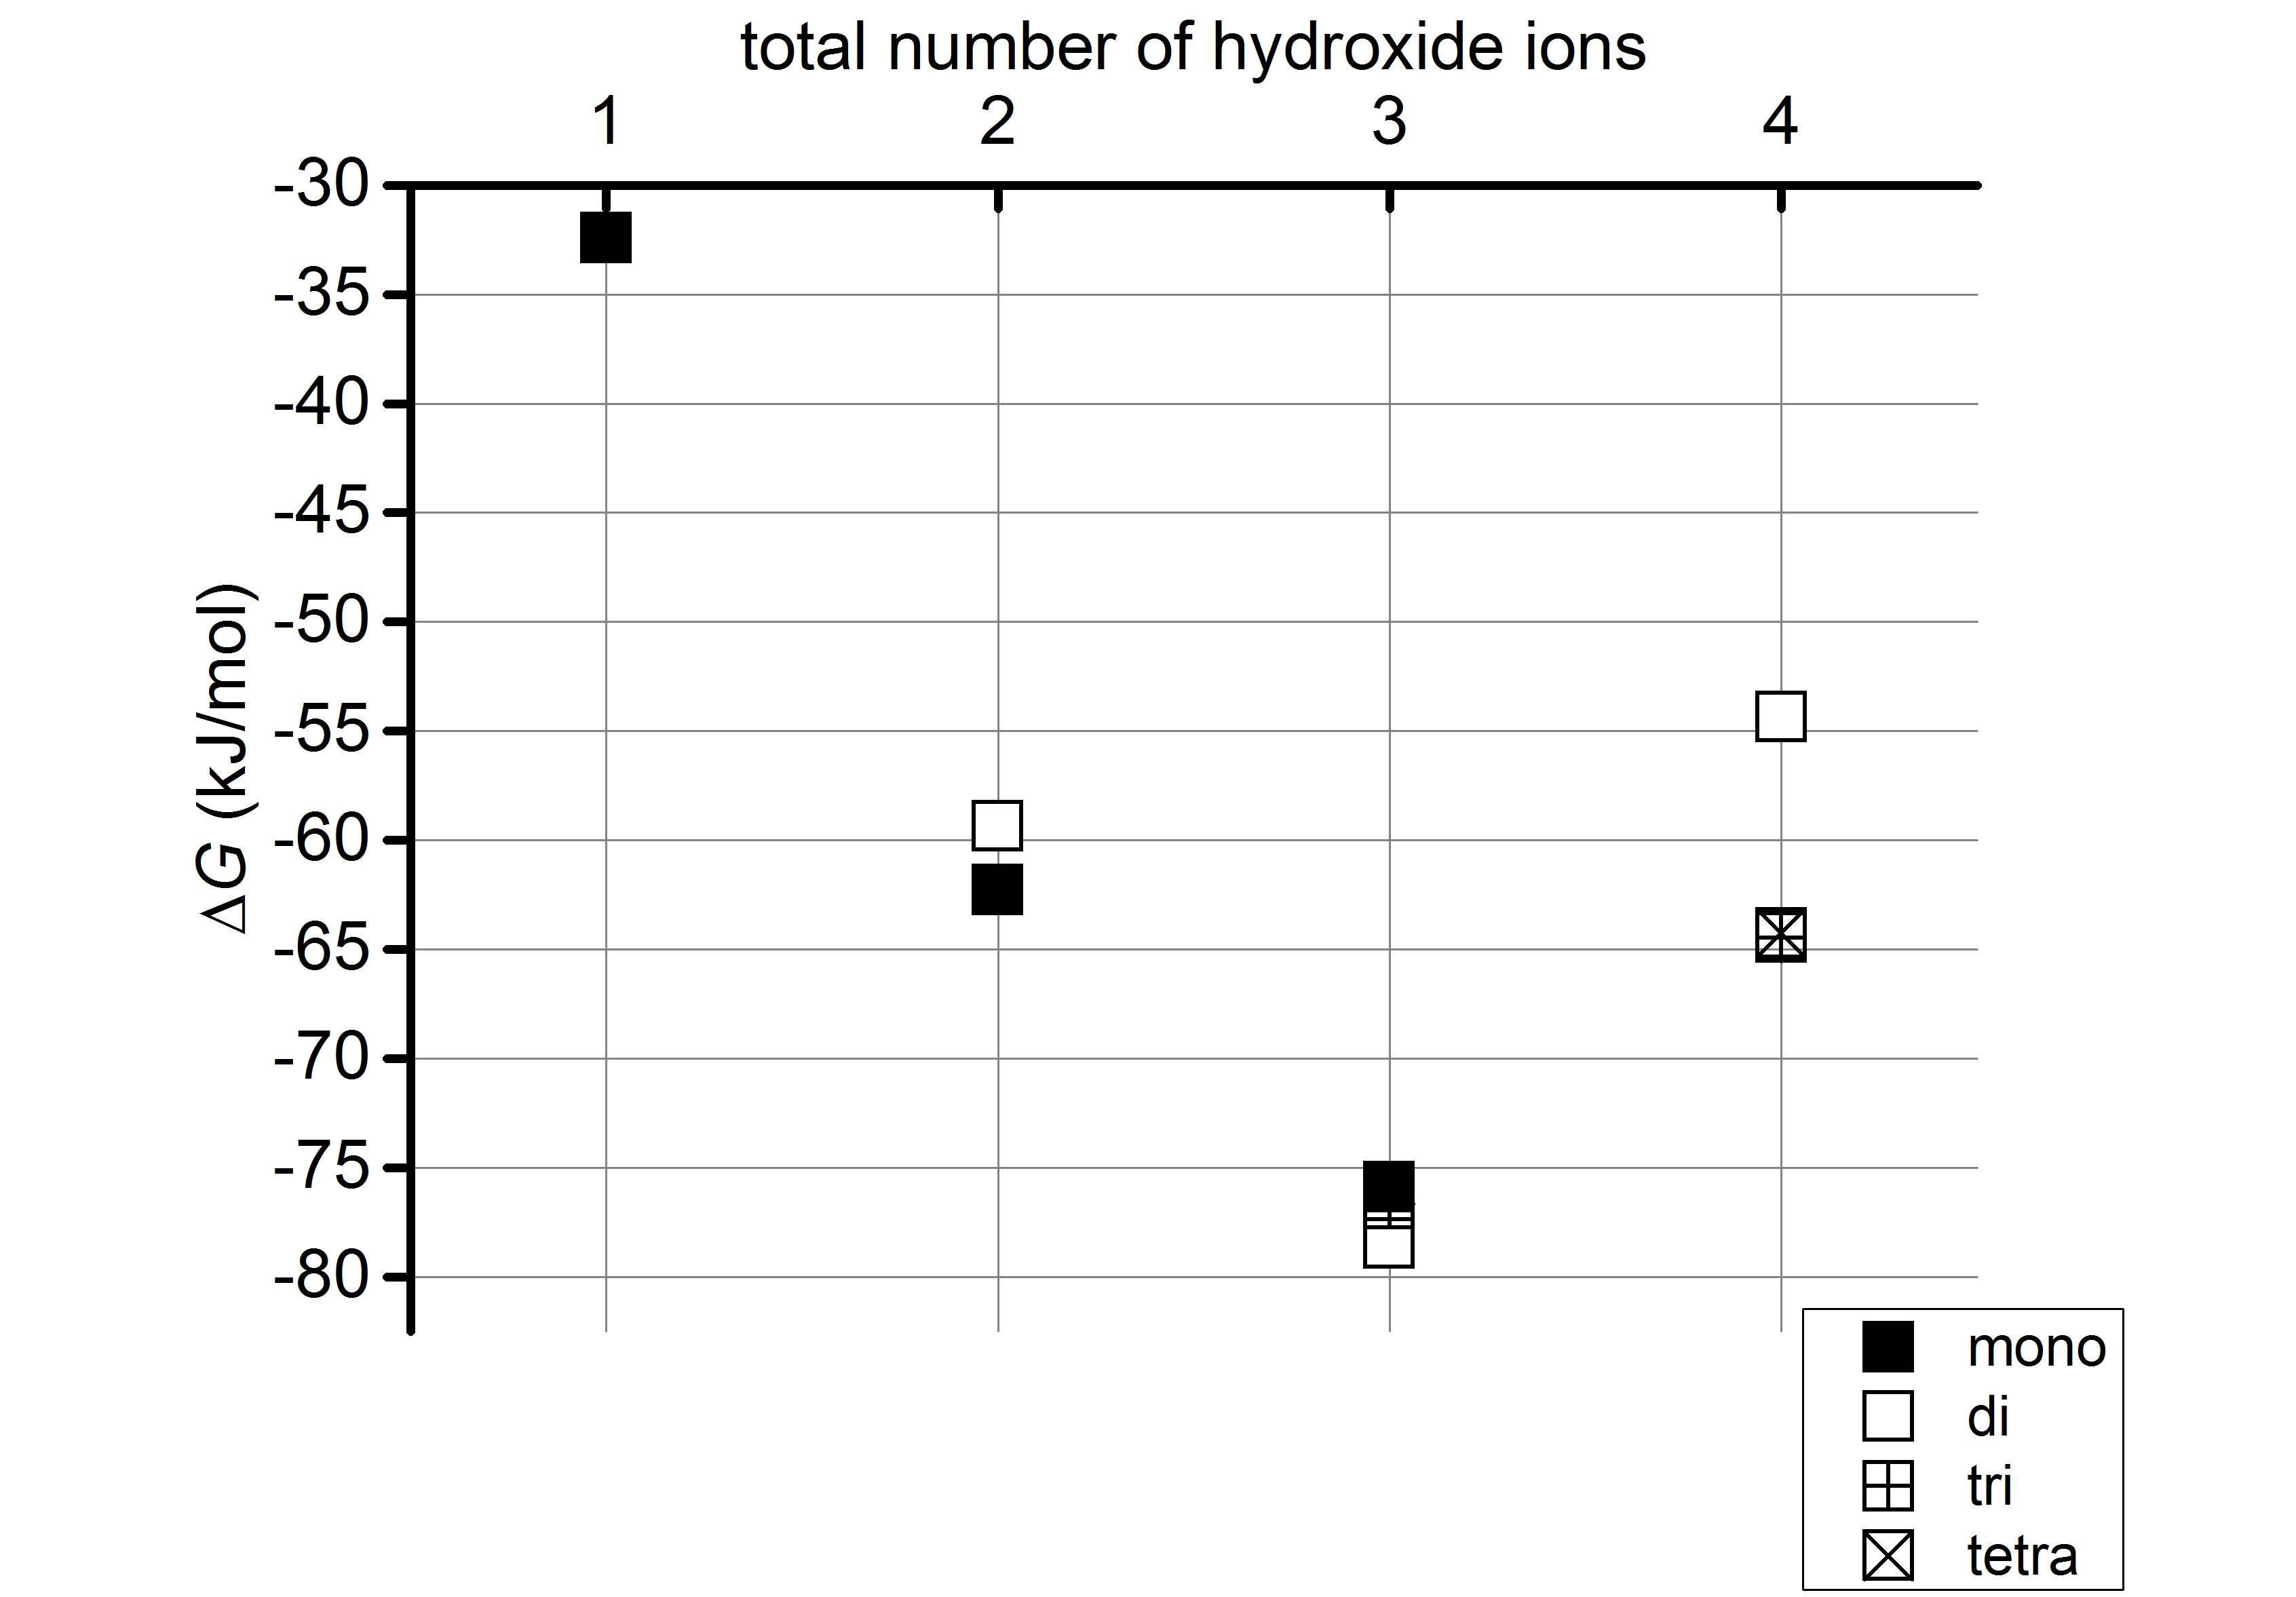 total number of hydroxide ions
1 2 3 4
-30
-35
-40
-45
-50
-55
-60
-65
-70
-75
-80
ΔG (kJ/mol)
mono
di
tri
tetra